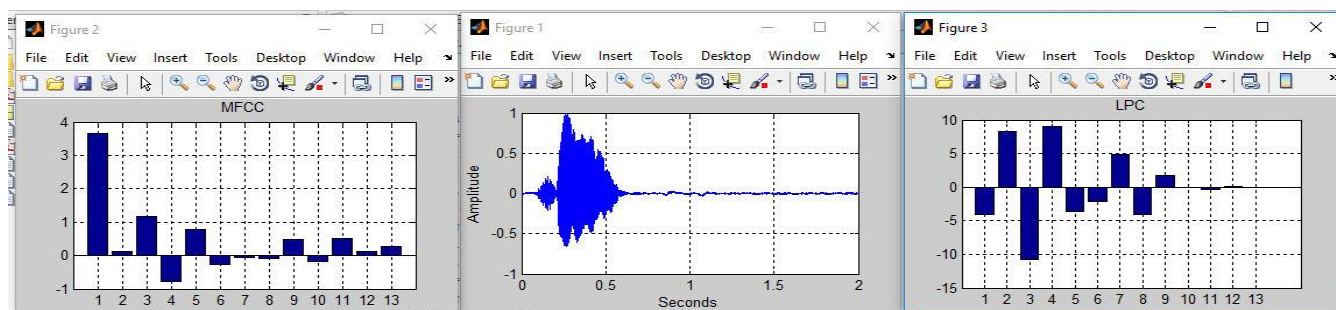 Figure 2
File Edit View Insert Tools Desktop Window Help
MFCC
4
3
2
1
0
-1
1 2 3 4 5 6 7 8 9 10 11 12 13
Figure 1
File Edit View Insert Tools Desktop Window Help
1
0.5
0
-0.5
-1
Amplitude
0 0.5 1 1.5 2
Seconds
Figure 3
File Edit View Insert Tools Desktop Window Help
LPC
10
5
0
-5
-10
-15
1 2 3 4 5 6 7 8 9 10 11 12 13